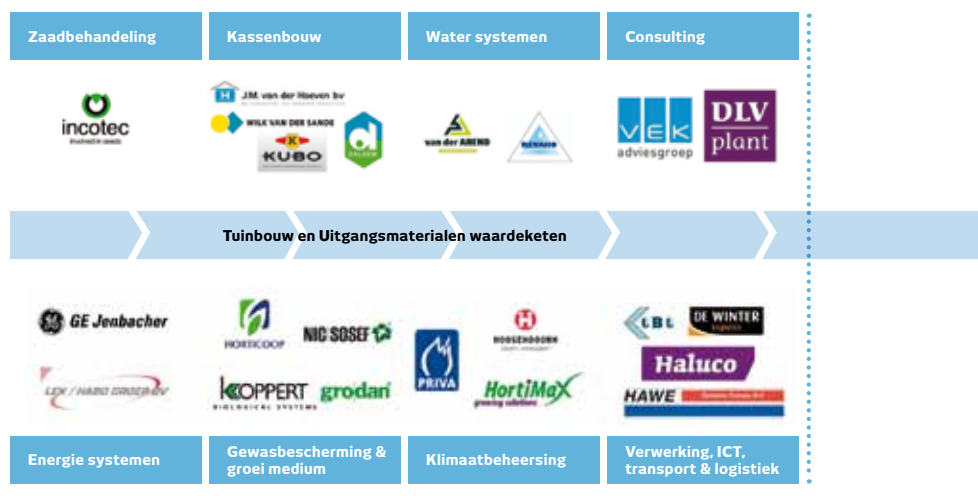 Zaadbehandeling
Kassenbouw
Water systemen
Consulting
incotec
J.M. van der Hoeven bv
WILK VAN DER SANDE
KUBO
d
DALSEM
van der AREND
VEK
adviesgroep
DLV
plant
Tuinbouw en Uitgangsmaterialen waardeketen
GE Jenbacher
HORTICOOP
NIC SOSEF
KOPPERT
BIOLOGICAL SYSTEMS
grodan
PRIVA
H
HOOGENDOORN
HortiMaX
growing solutions
LBL
DE WINTER
logistics
Haluco
HAWE
Energie systemen
Gewasbescherming &
groei medium
Klimaatbeheersing
Verwerking, ICT,
transport & logistiek